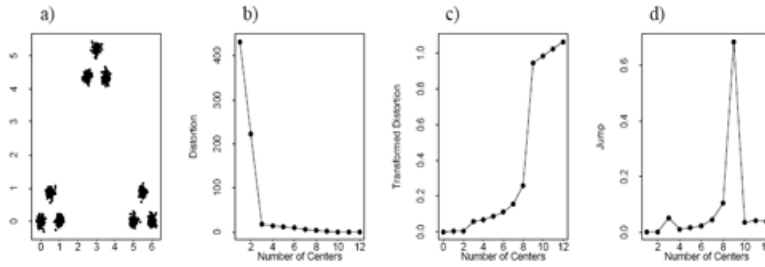 a) b) c) d)
5 4 3 2 1 0
0 1 2 3 4 5 6
Distortion
400 300 200 100 0
2 4 6 8 10 12
Number of Centers
Transformed Distortion
1.0 0.8 0.6 0.4 0.2 0.0
0 2 4 6 8 10 12
Number of Centers
Jump
0.6 0.4 0.2 0.0
2 4 6 8 10 12
Number of Centers